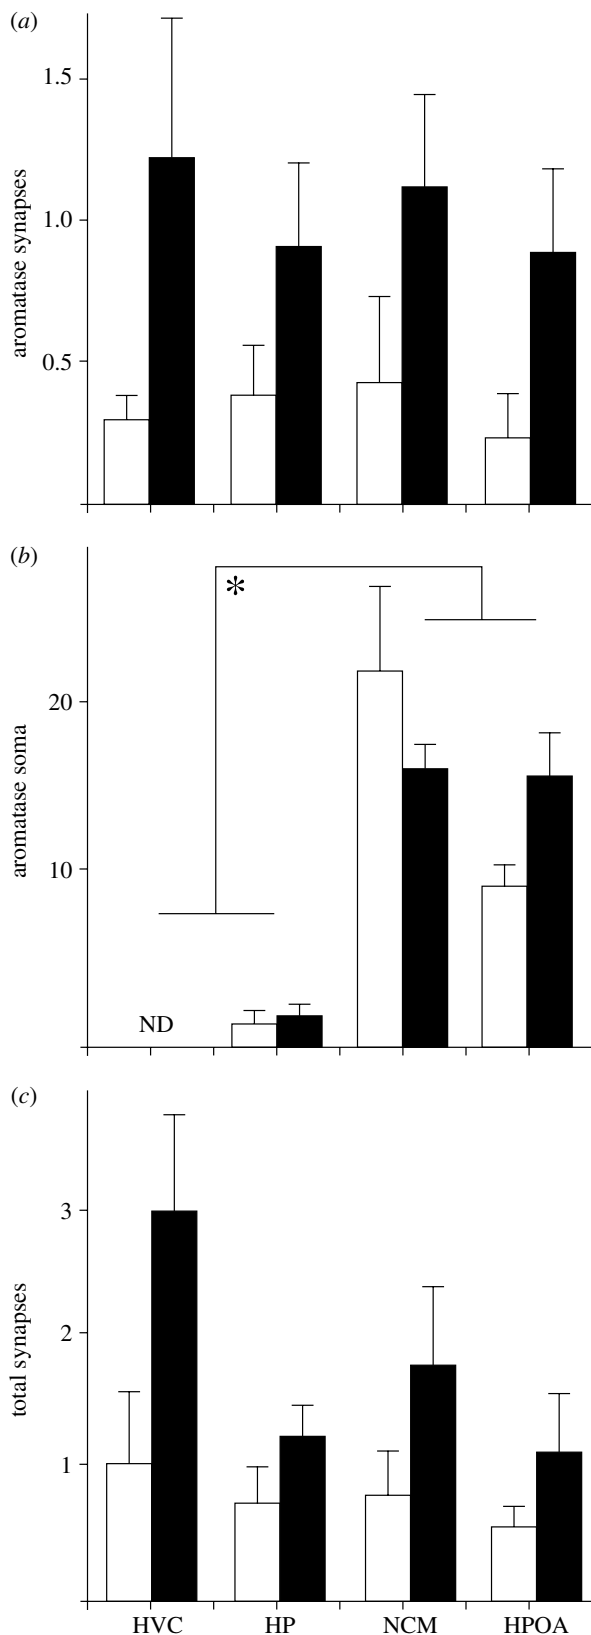 (a)
1.5
1.0
0.5
aromatase synapses
(b)
*
20
10
aromatase soma
ND
(c)
3
2
1
total synapses
HVC HP NCM HPOA